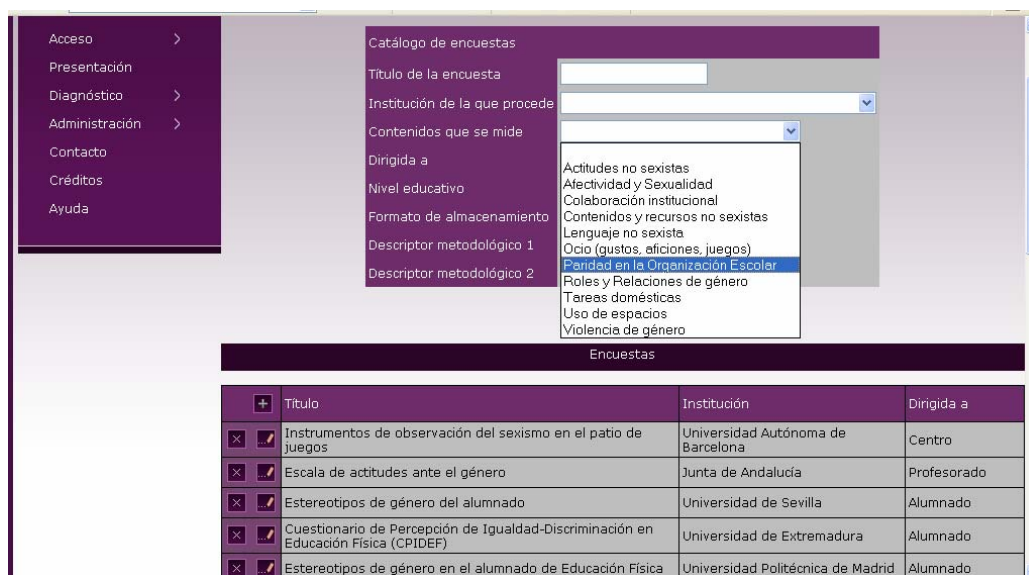 Acceso >
Presentación
Diagnóstico >
Administración >
Contacto
Créditos
Ayuda
Catálogo de encuestas
Título de la encuesta
Institución de la que procede
Contenidos que se mide
Dirigida a
Nivel educativo
Formato de almacenamiento
Descriptor metodológico 1
Descriptor metodológico 2
Actitudes no sexistas
Afectividad y Sexualidad
Colaboración institucional
Contenidos y recursos no sexistas
Lenguaje no sexista
Ocio (gustos, aficiones, juegos)
Paridad en la Organización Escolar
Roles y Relaciones de género
Tareas domésticas
Uso de espacios
Violencia de género
Encuestas
Título Institución Dirigida a
Instrumentos de observación del sexismo en el patio de
juegos
Universidad Autónoma de
Barcelona
Centro
Escala de actitudes ante el género Junta de Andalucía Profesorado
Estereotipos de género del alumnado Universidad de Sevilla Alumnado
Cuestionario de Percepción de Igualdad-Discriminación en
Educación Física (CPIDEF)
Universidad de Extremadura Alumnado
Estereotipos de género en el alumnado de Educación Física Universidad Politécnica de Madrid Alumnado